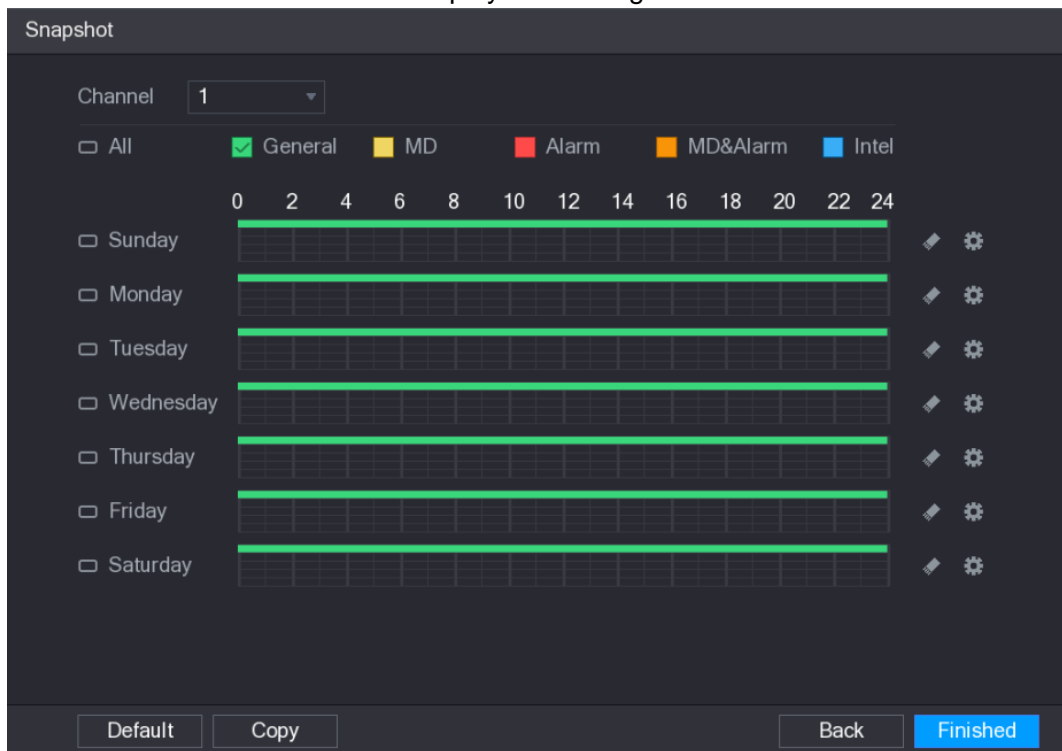 Snapshot
Channel 1
All General MD Alarm MD&Alarm Intel
0 2 4 6 8 10 12 14 16 18 20 22 24
Sunday
Monday
Tuesday
Wednesday
Thursday
Friday
Saturday
Default Copy Back Finished